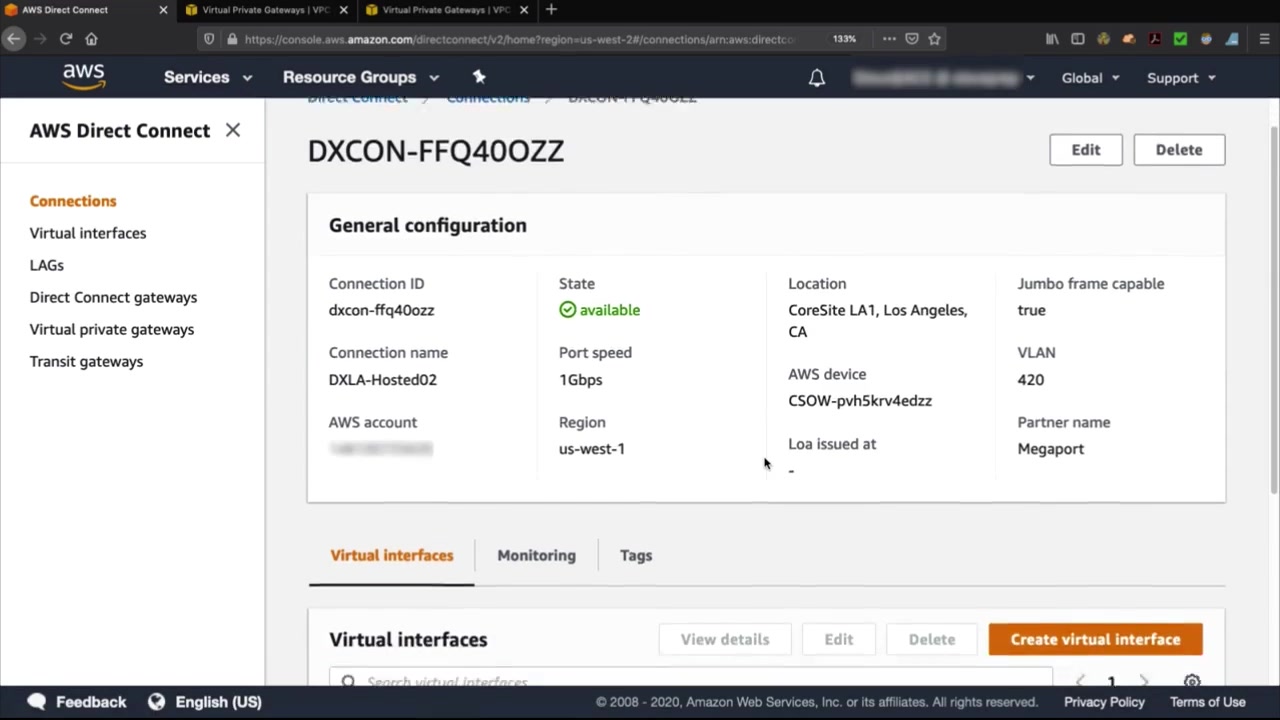 AWS Direct Connect
Virtual Private Gateways | VPC
Virtual Private Gateways | VPC
https://console.aws.amazon.com/directconnect/v2/home?region=us-west-2#/connections/arn:aws:directco
133%
aws
Services
Resource Groups
Global
Support
Direct Connect
Connections
DXCON-FFQ40OZZ
AWS Direct Connect
Connections
Virtual interfaces
LAGs
Direct Connect gateways
Virtual private gateways
Transit gateways
DXCON-FFQ40OZZ
Edit
Delete
General configuration
Connection ID
dxcon-ffq40ozz
Connection name
DXLA-Hosted02
AWS account
State
available
Port speed
1Gbps
Region
us-west-1
Location
CoreSite LA1, Los Angeles,
CA
AWS device
CSOW-pvh5krv4edzz
Loa issued at
-
Jumbo frame capable
true
VLAN
420
Partner name
Megaport
Virtual interfaces
Monitoring
Tags
Virtual interfaces
View details
Edit
Delete
Create virtual interface
Search virtual interfaces
1
Feedback
English (US)
© 2008 - 2020, Amazon Web Services, Inc. or its affiliates. All rights reserved.
Privacy Policy
Terms of Use